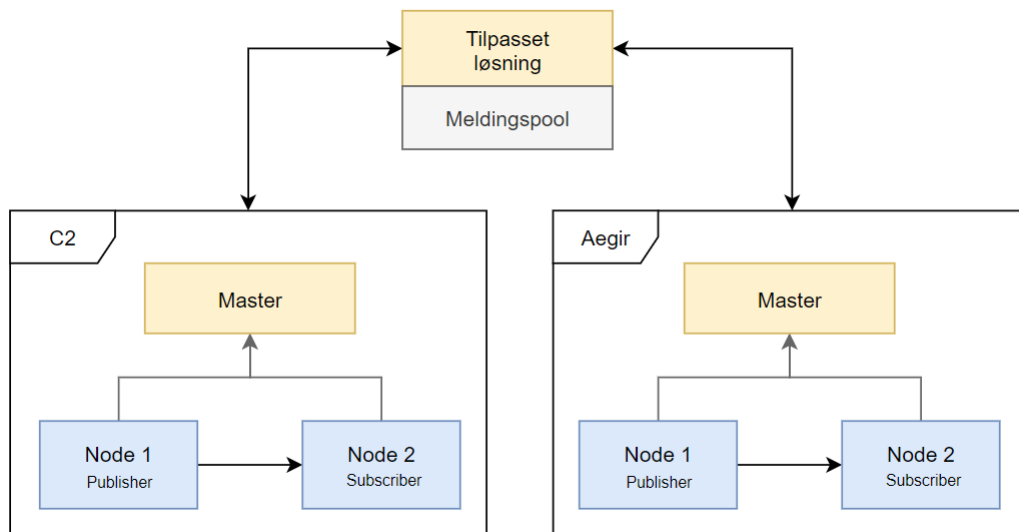 Tilpasset
løsning
Meldingspool
C2
Master
Node 1
Publisher
Node 2
Subscriber
Aegir
Master
Node 1
Publisher
Node 2
Subscriber